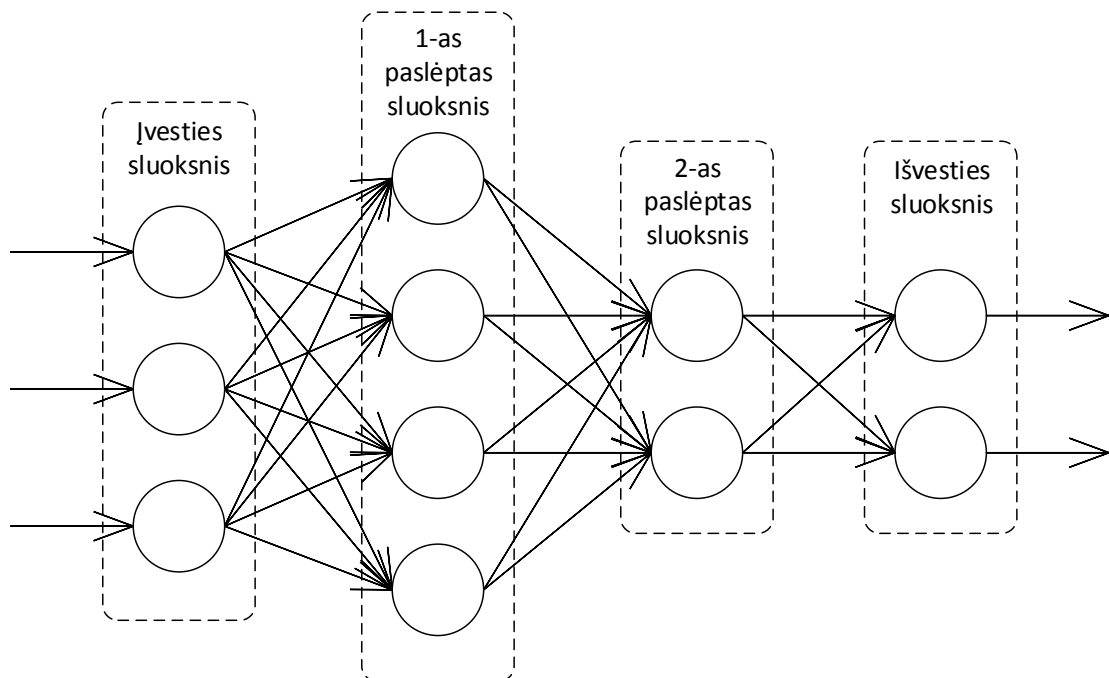 Įvesties
sluoksnis
1-as
paslėptas
sluoksnis
2-as
paslėptas
sluoksnis
Išvesties
sluoksnis